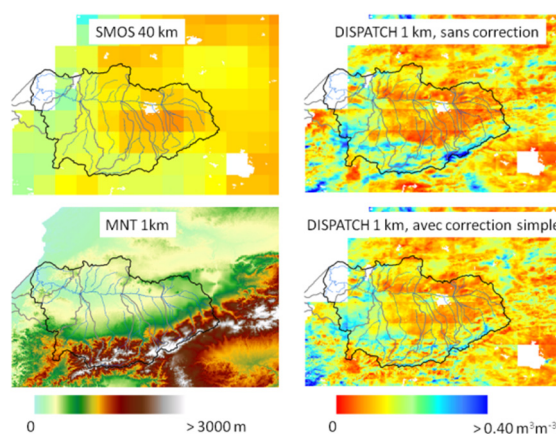 SMOS 40 km
DISPATCH 1 km, sans correction
MNT 1km
DISPATCH 1 km, avec correction simple
0
> 3000 m
0
> 0.40 m³m⁻³